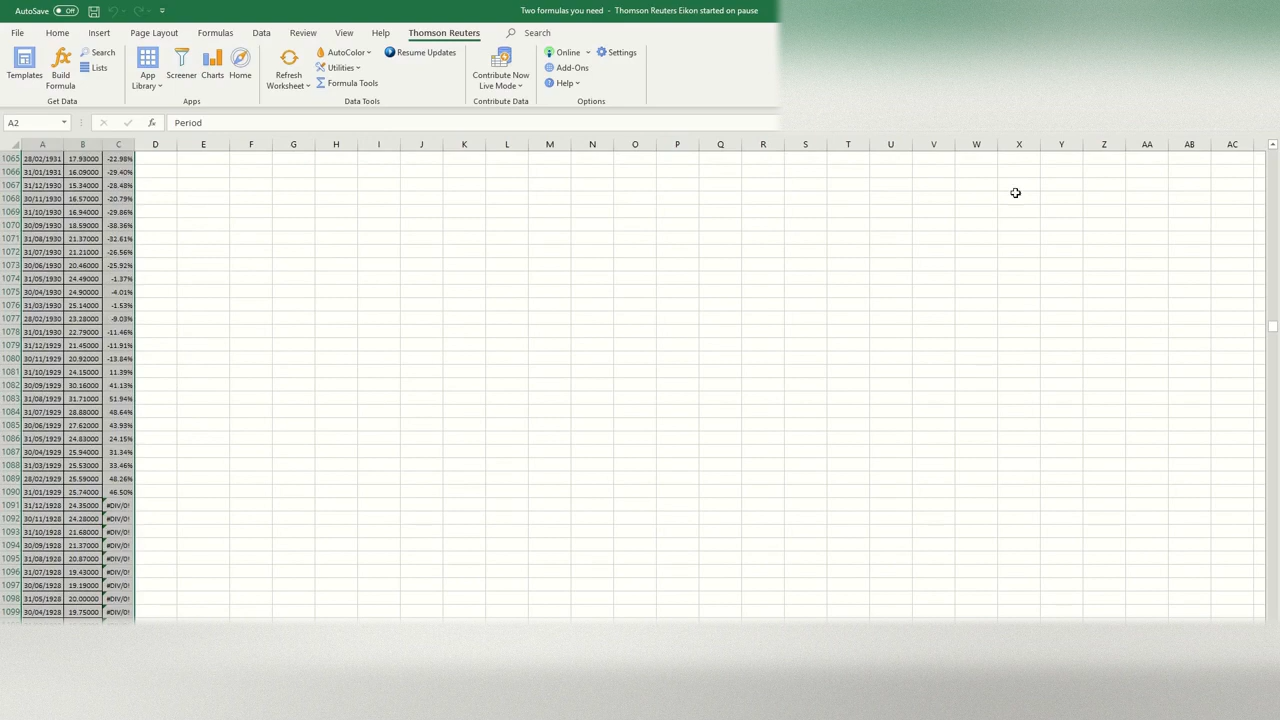 AutoSave Off Two formulas you need - Thomson Reuters Eikon started on pause
File Home Insert Page Layout Formulas Data Review View Help Thomson Reuters Search
Templates Build Formula Search Lists
Get Data
App Library Screener Charts Home
Apps
Refresh Worksheet AutoColor Utilities Resume Updates Formula Tools
Data Tools
Contribute Now Live Mode
Contribute Data
Online Add-Ons Help Settings
Options
A2 fx Period
A B C D E F G H I J K L M N O P Q R S T U V W X Y Z AA AB AC
1065 28/02/1931 17.93000 -22.98%
1066 31/01/1931 16.09000 -29.40%
1067 31/12/1930 15.34000 -28.48%
1068 30/11/1930 16.57000 -20.79%
1069 31/10/1930 16.94000 -29.86%
1070 30/09/1930 18.59000 -38.36%
1071 31/08/1930 21.37000 -32.61%
1072 31/07/1930 21.21000 -26.56%
1073 30/06/1930 20.46000 -25.92%
1074 31/05/1930 24.49000 -1.37%
1075 30/04/1930 24.90000 -4.01%
1076 31/03/1930 25.14000 -1.53%
1077 28/02/1930 23.28000 -9.03%
1078 31/01/1930 22.79000 -11.46%
1079 31/12/1929 21.45000 -11.91%
1080 30/11/1929 20.92000 -13.84%
1081 31/10/1929 24.15000 11.39%
1082 30/09/1929 30.16000 41.13%
1083 31/08/1929 31.71000 51.94%
1084 31/07/1929 28.88000 48.64%
1085 30/06/1929 27.62000 43.93%
1086 31/05/1929 24.83000 24.15%
1087 30/04/1929 25.94000 31.34%
1088 31/03/1929 25.53000 33.46%
1089 28/02/1929 25.59000 48.26%
1090 31/01/1929 25.74000 46.50%
1091 31/12/1928 24.35000 #DIV/0!
1092 30/11/1928 24.28000 #DIV/0!
1093 31/10/1928 21.68000 #DIV/0!
1094 30/09/1928 21.37000 #DIV/0!
1095 31/08/1928 20.87000 #DIV/0!
1096 31/07/1928 19.43000 #DIV/0!
1097 30/06/1928 19.19000 #DIV/0!
1098 31/05/1928 20.00000 #DIV/0!
1099 30/04/1928 19.75000 #DIV/0!